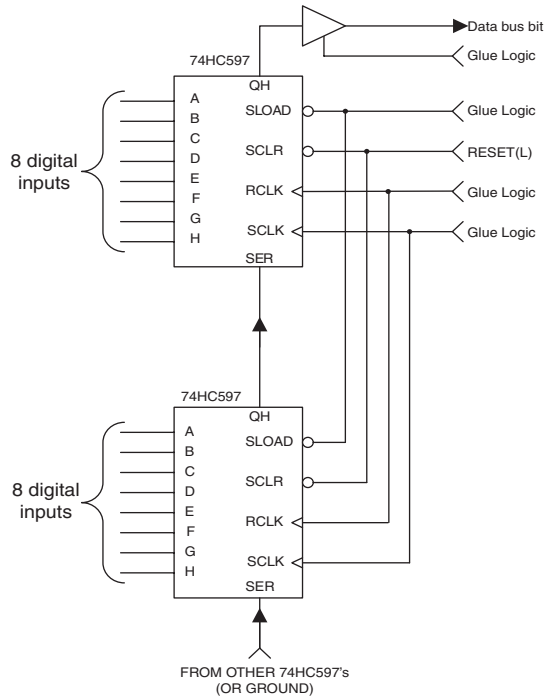 Data bus bit
Glue Logic
74HC597
QH
A
B
C
D
E
F
G
H
8 digital
inputs
SLOAD
SCLR
RCLK
SCLK
SER
Glue Logic
RESET(L)
Glue Logic
Glue Logic
74HC597
QH
A
B
C
D
E
F
G
H
8 digital
inputs
SLOAD
SCLR
RCLK
SCLK
SER
FROM OTHER 74HC597's
(OR GROUND)